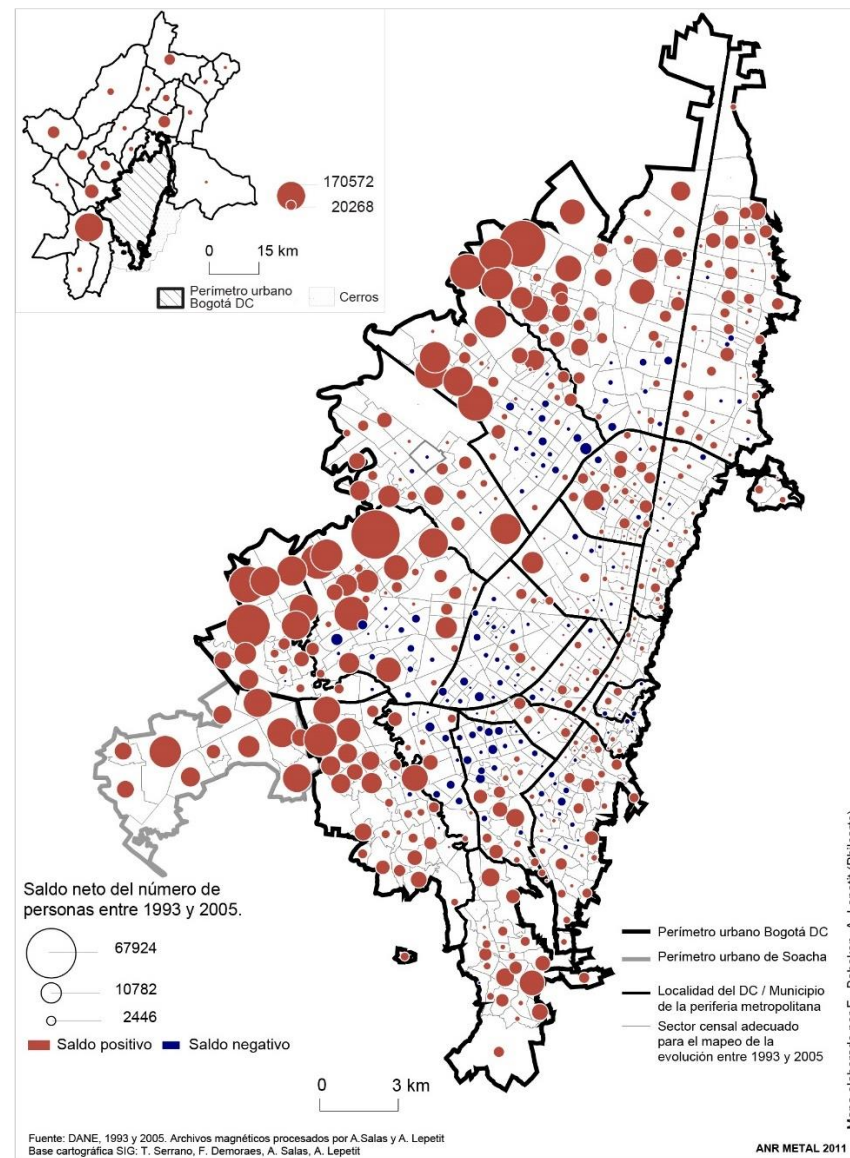 170572
20268
0 15 km
Perímetro urbano
Bogotá DC
Cerros
Saldo neto del número de
personas entre 1993 y 2005.
67924
10782
2446
Saldo positivo
Saldo negativo
0 3 km
Perímetro urbano Bogotá DC
Perímetro urbano de Soacha
Localidad del DC / Municipio
de la periferia metropolitana
Sector censal adecuado
para el mapeo de la
evolución entre 1993 y 2005
Fuente: DANE, 1993 y 2005. Archivos magnéticos procesados por A.Salas y A. Lepetit
Base cartográfica SIG: T. Serrano, F. Demoraes, A. Salas, A. Lepetit
ANR METAL 2011